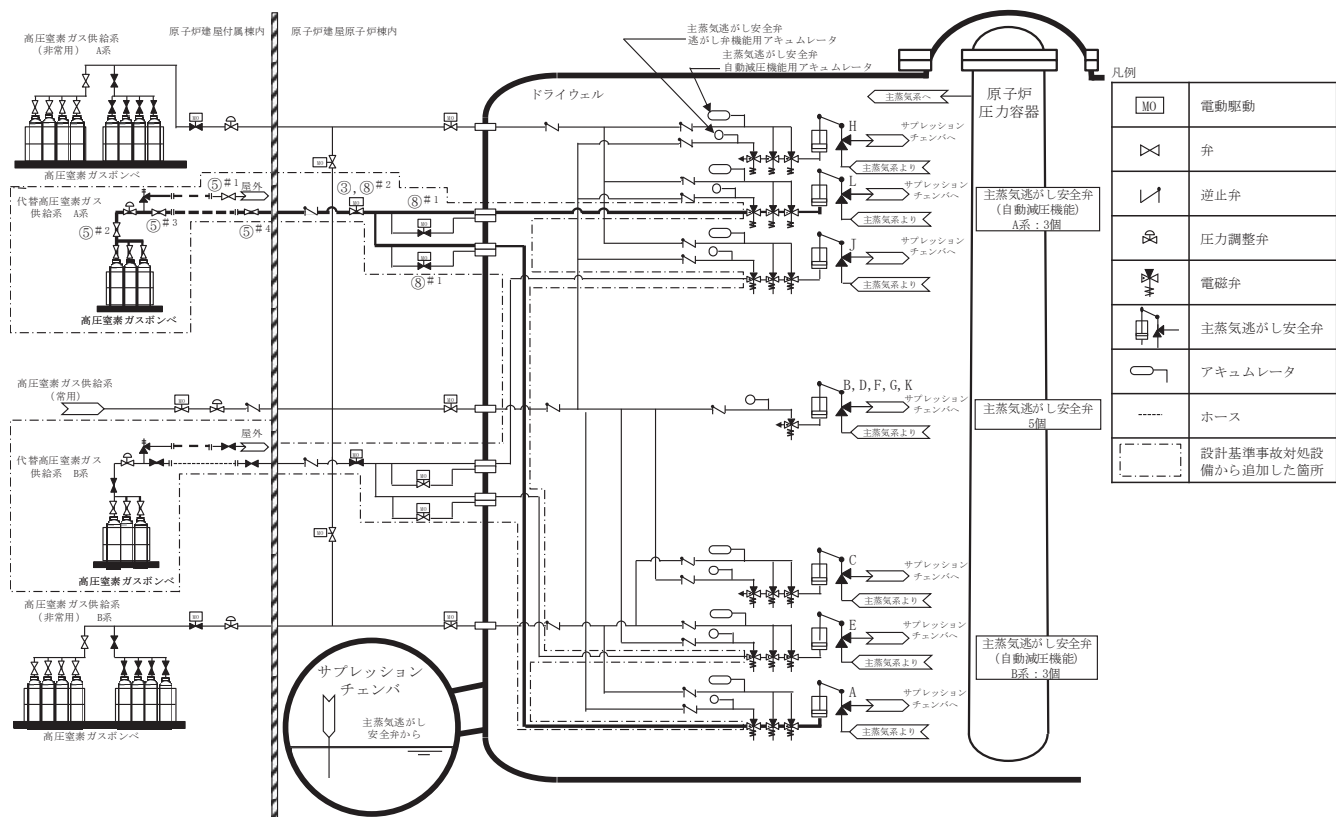 高圧窒素ガス供給系
(非常用) A系
原子炉建屋付属棟内
原子炉建屋原子炉棟内
高圧窒素ガスボンベ
MO
MO
MO
ドライウェル
主蒸気逃がし安全弁
逃がし弁機能用アキュムレータ
主蒸気逃がし安全弁
自動減圧機能用アキュムレータ
主蒸気系へ
原子炉
圧力容器
代替高圧窒素ガス
供給系 A系
⑤#1
屋外
⑤#2
⑤#3
⑤#4
高圧窒素ガスボンベ
③,⑧#2
MO
⑧#1
MO
MO
⑧#1
H
サプレッション
チェンバへ
主蒸気系より
L
サプレッション
チェンバへ
主蒸気系より
J
サプレッション
チェンバへ
主蒸気系より
主蒸気逃がし安全弁
(自動減圧機能)
A系:3個
高圧窒素ガス供給系
(常用)
MO
MO
B,D,F,G,K
サプレッション
チェンバへ
主蒸気系より
主蒸気逃がし安全弁
5個
代替高圧窒素ガス
供給系 B系
屋外
MO
MO
MO
MO
高圧窒素ガスボンベ
C
サプレッション
チェンバへ
主蒸気系より
高圧窒素ガス供給系
(非常用) B系
MO
MO
高圧窒素ガスボンベ
E
サプレッション
チェンバへ
主蒸気系より
主蒸気逃がし安全弁
(自動減圧機能)
B系:3個
A
サプレッション
チェンバへ
主蒸気系より
サプレッション
チェンバ
主蒸気逃がし
安全弁から
凡例
MO 電動駆動
弁
逆止弁
圧力調整弁
電磁弁
主蒸気逃がし安全弁
アキュムレータ
ホース
設計基準事故対処設
備から追加した箇所